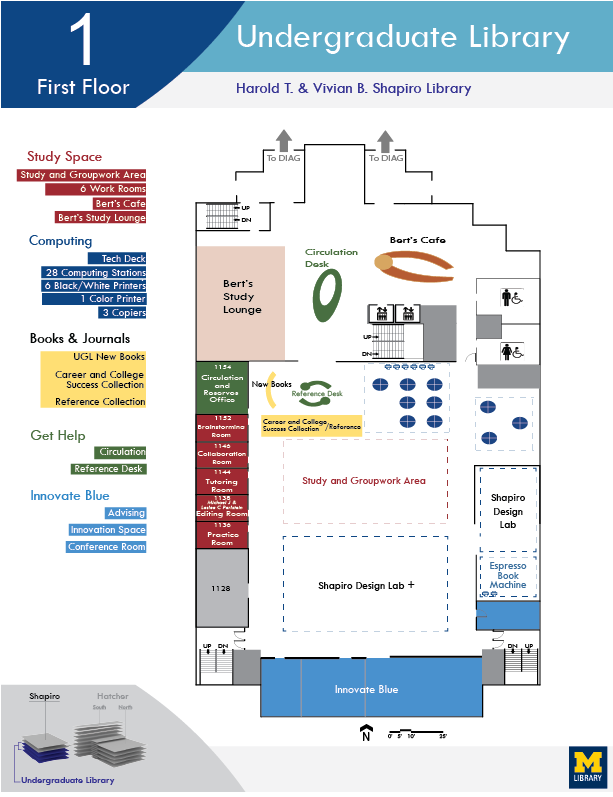 1
First Floor
Undergraduate Library
Harold T. & Vivian B. Shapiro Library
Study Space
Study and Groupwork Area
6 Work Rooms
Bert's Cafe
Bert's Study Lounge
Computing
Tech Deck
28 Computing Stations
6 Black/White Printers
1 Color Printer
3 Copiers
Books & Journals
UGL New Books
Career and College
Success Collection
Reference Collection
Get Help
Circulation
Reference Desk
Innovate Blue
Advising
Innovation Space
Conference Room
To DIAG
To DIAG
UP
DN
Bert's
Study
Lounge
Circulation
Desk
Bert's Cafe
UP
DN
1154
Circulation
and
Reserves
Office
New Books
Reference Desk
Career and College
Success Collection /Reference
1152
Brainstorming
Room
1146
Collaboration
Room
1144
Tutoring
Room
1138
Michael J &
Leslee C Perlstein
Editing Room
1136
Practice
Room
1128
Study and Groupwork Area
Shapiro
Design
Lab
Espresso
Book
Machine
Shapiro Design Lab +
UP DN
DN UP
Innovate Blue
N
0' 5' 10' 25'
Shapiro
Hatcher
South North
Undergraduate Library
M
LIBRARY